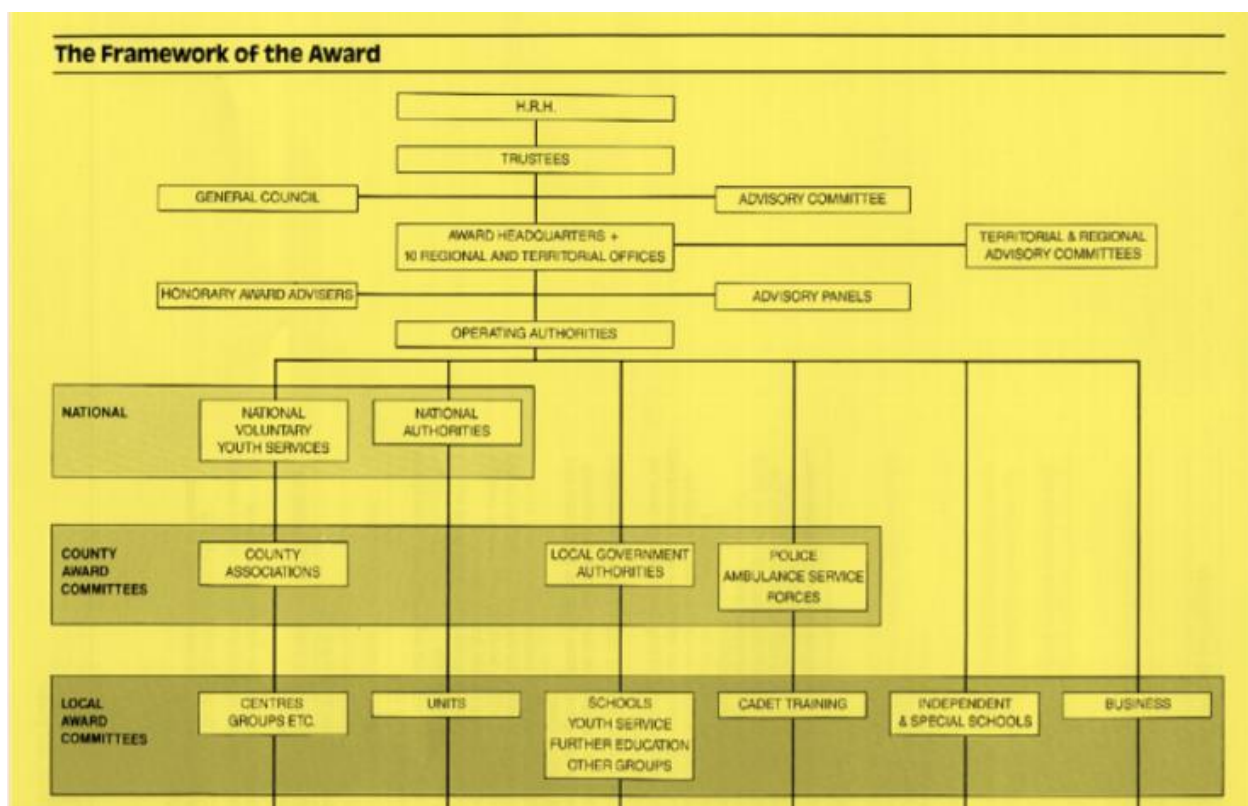 The Framework of the Award
H.R.H.
TRUSTEES
GENERAL COUNCIL
ADVISORY COMMITTEE
AWARD HEADQUARTERS +
10 REGIONAL AND TERRITORIAL OFFICES
TERRITORIAL & REGIONAL
ADVISORY COMMITTEES
HONORARY AWARD ADVISERS
ADVISORY PANELS
OPERATING AUTHORITIES
NATIONAL
NATIONAL
VOLUNTARY
YOUTH SERVICES
NATIONAL
AUTHORITIES
COUNTY
AWARD
COMMITTEES
COUNTY
ASSOCIATIONS
LOCAL GOVERNMENT
AUTHORITIES
POLICE
AMBULANCE SERVICE
FORCES
LOCAL
AWARD
COMMITTEES
CENTRES
GROUPS ETC.
UNITS
SCHOOLS
YOUTH SERVICE
FURTHER EDUCATION
OTHER GROUPS
CADET TRAINING
INDEPENDENT
& SPECIAL SCHOOLS
BUSINESS